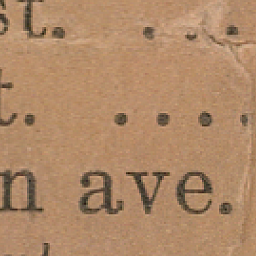 st. . . .
t. . . . .
n ave.